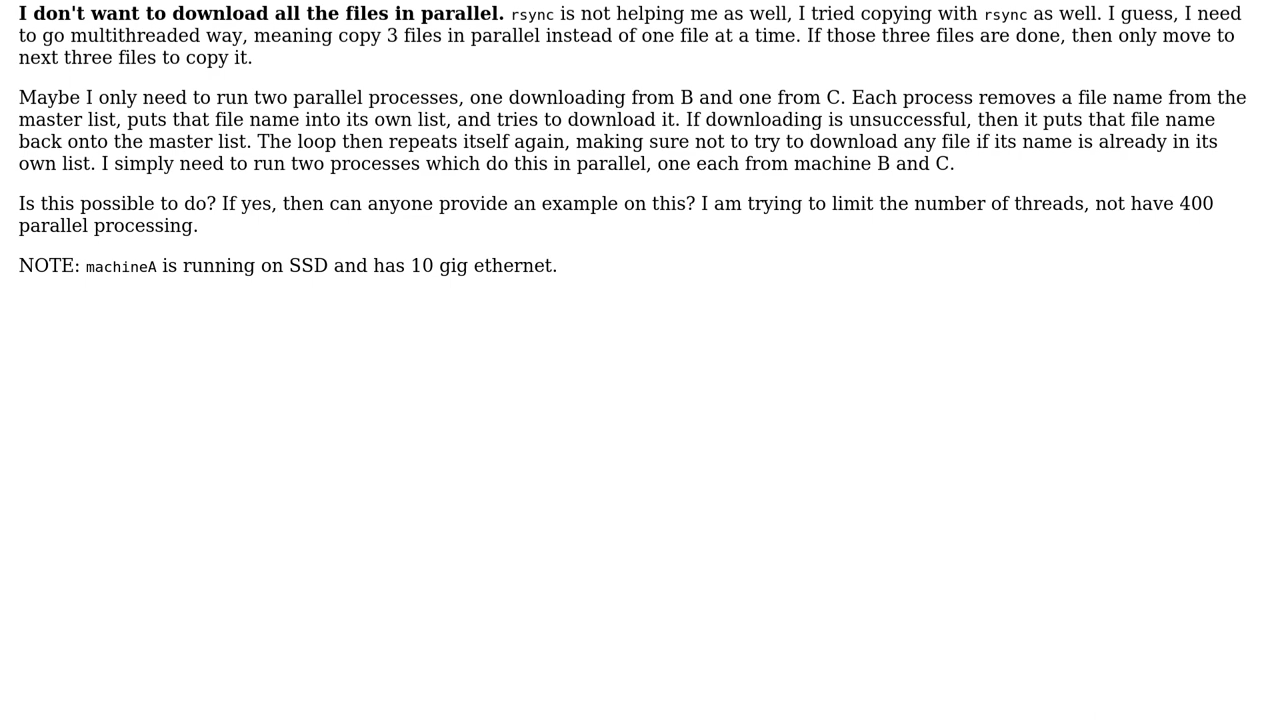 I don't want to download all the files in parallel. rsync is not helping me as well, I tried copying with rsync as well. I guess, I need
to go multithreaded way, meaning copy 3 files in parallel instead of one file at a time. If those three files are done, then only move to
next three files to copy it.
Maybe I only need to run two parallel processes, one downloading from B and one from C. Each process removes a file name from the
master list, puts that file name into its own list, and tries to download it. If downloading is unsuccessful, then it puts that file name
back onto the master list. The loop then repeats itself again, making sure not to try to download any file if its name is already in its
own list. I simply need to run two processes which do this in parallel, one each from machine B and C.
Is this possible to do? If yes, then can anyone provide an example on this? I am trying to limit the number of threads, not have 400
parallel processing.
NOTE: machineA is running on SSD and has 10 gig ethernet.